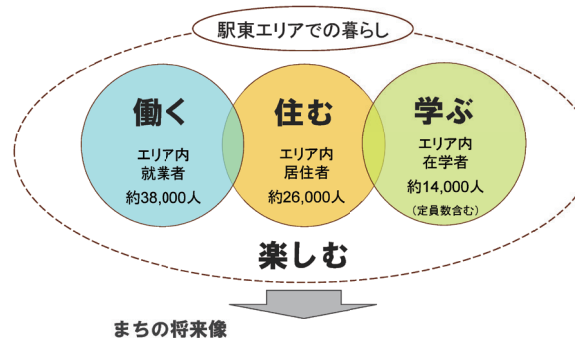 駅東エリアでの暮らし
働く
エリア内
就業者
約38,000人
住む
エリア内
居住者
約26,000人
学ぶ
エリア内
在学者
約14,000人
(定員数含む)
楽しむ
まちの将来像